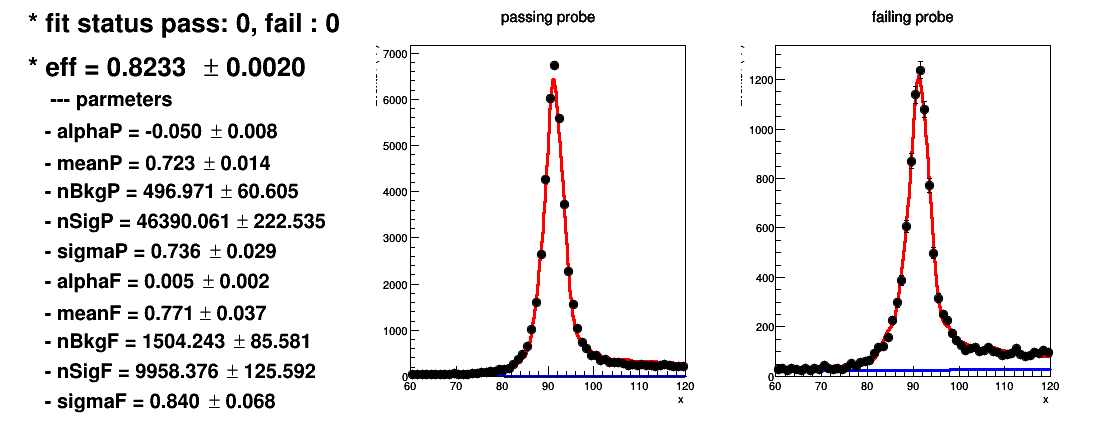 * fit status pass: 0, fail : 0
* eff = 0.8233 ± 0.0020
--- parmeters
- alphaP = -0.050 ± 0.008
- meanP = 0.723 ± 0.014
- nBkgP = 496.971 ± 60.605
- nSigP = 46390.061 ± 222.535
- sigmaP = 0.736 ± 0.029
- alphaF = 0.005 ± 0.002
- meanF = 0.771 ± 0.037
- nBkgF = 1504.243 ± 85.581
- nSigF = 9958.376 ± 125.592
- sigmaF = 0.840 ± 0.068
passing probe
7000
6000
5000
4000
3000
2000
1000
0
60 70 80 90 100 110 120
x
failing probe
1200
1000
800
600
400
200
0
60 70 80 90 100 110 120
x